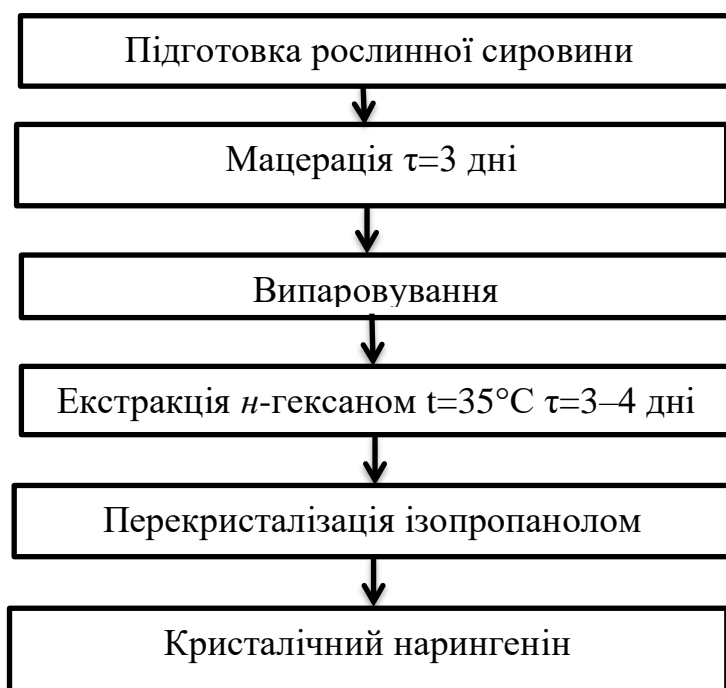 Підготовка рослинної сировини
Мацерація τ=3 дні
Випаровування
Екстракція н-гексаном t=35°C τ=3–4 дні
Перекристалізація ізопропанолом
Кристалічний нарингенін